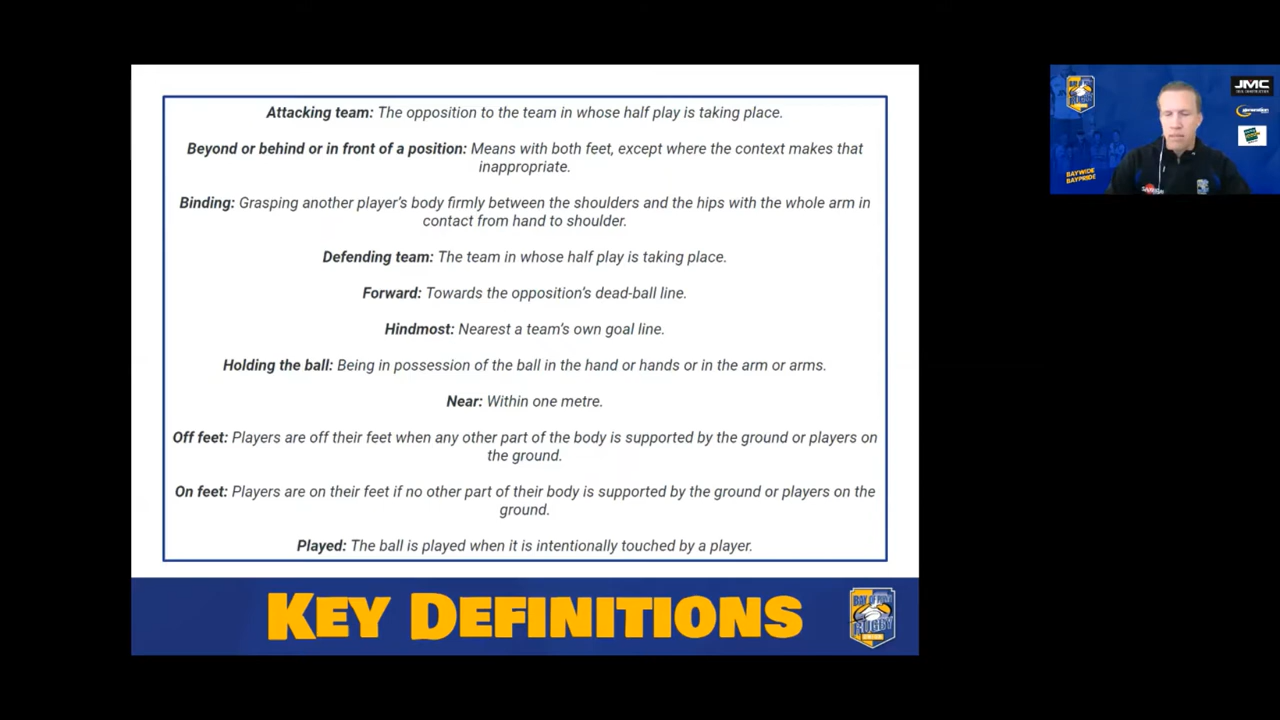 Attacking team: The opposition to the team in whose half play is taking place.
Beyond or behind or in front of a position: Means with both feet, except where the context makes that
inappropriate.
Binding: Grasping another player's body firmly between the shoulders and the hips with the whole arm in
contact from hand to shoulder.
Defending team: The team in whose half play is taking place.
Forward: Towards the opposition's dead-ball line.
Hindmost: Nearest a team's own goal line.
Holding the ball: Being in possession of the ball in the hand or hands or in the arm or arms.
Near: Within one metre.
Off feet: Players are off their feet when any other part of the body is supported by the ground or players on
the ground.
On feet: Players are on their feet if no other part of their body is supported by the ground or players on the
ground.
Played: The ball is played when it is intentionally touched by a player.
KEY DEFINITIONS
RUGBY
JMC
BAYWIDE
BAYPRIDE